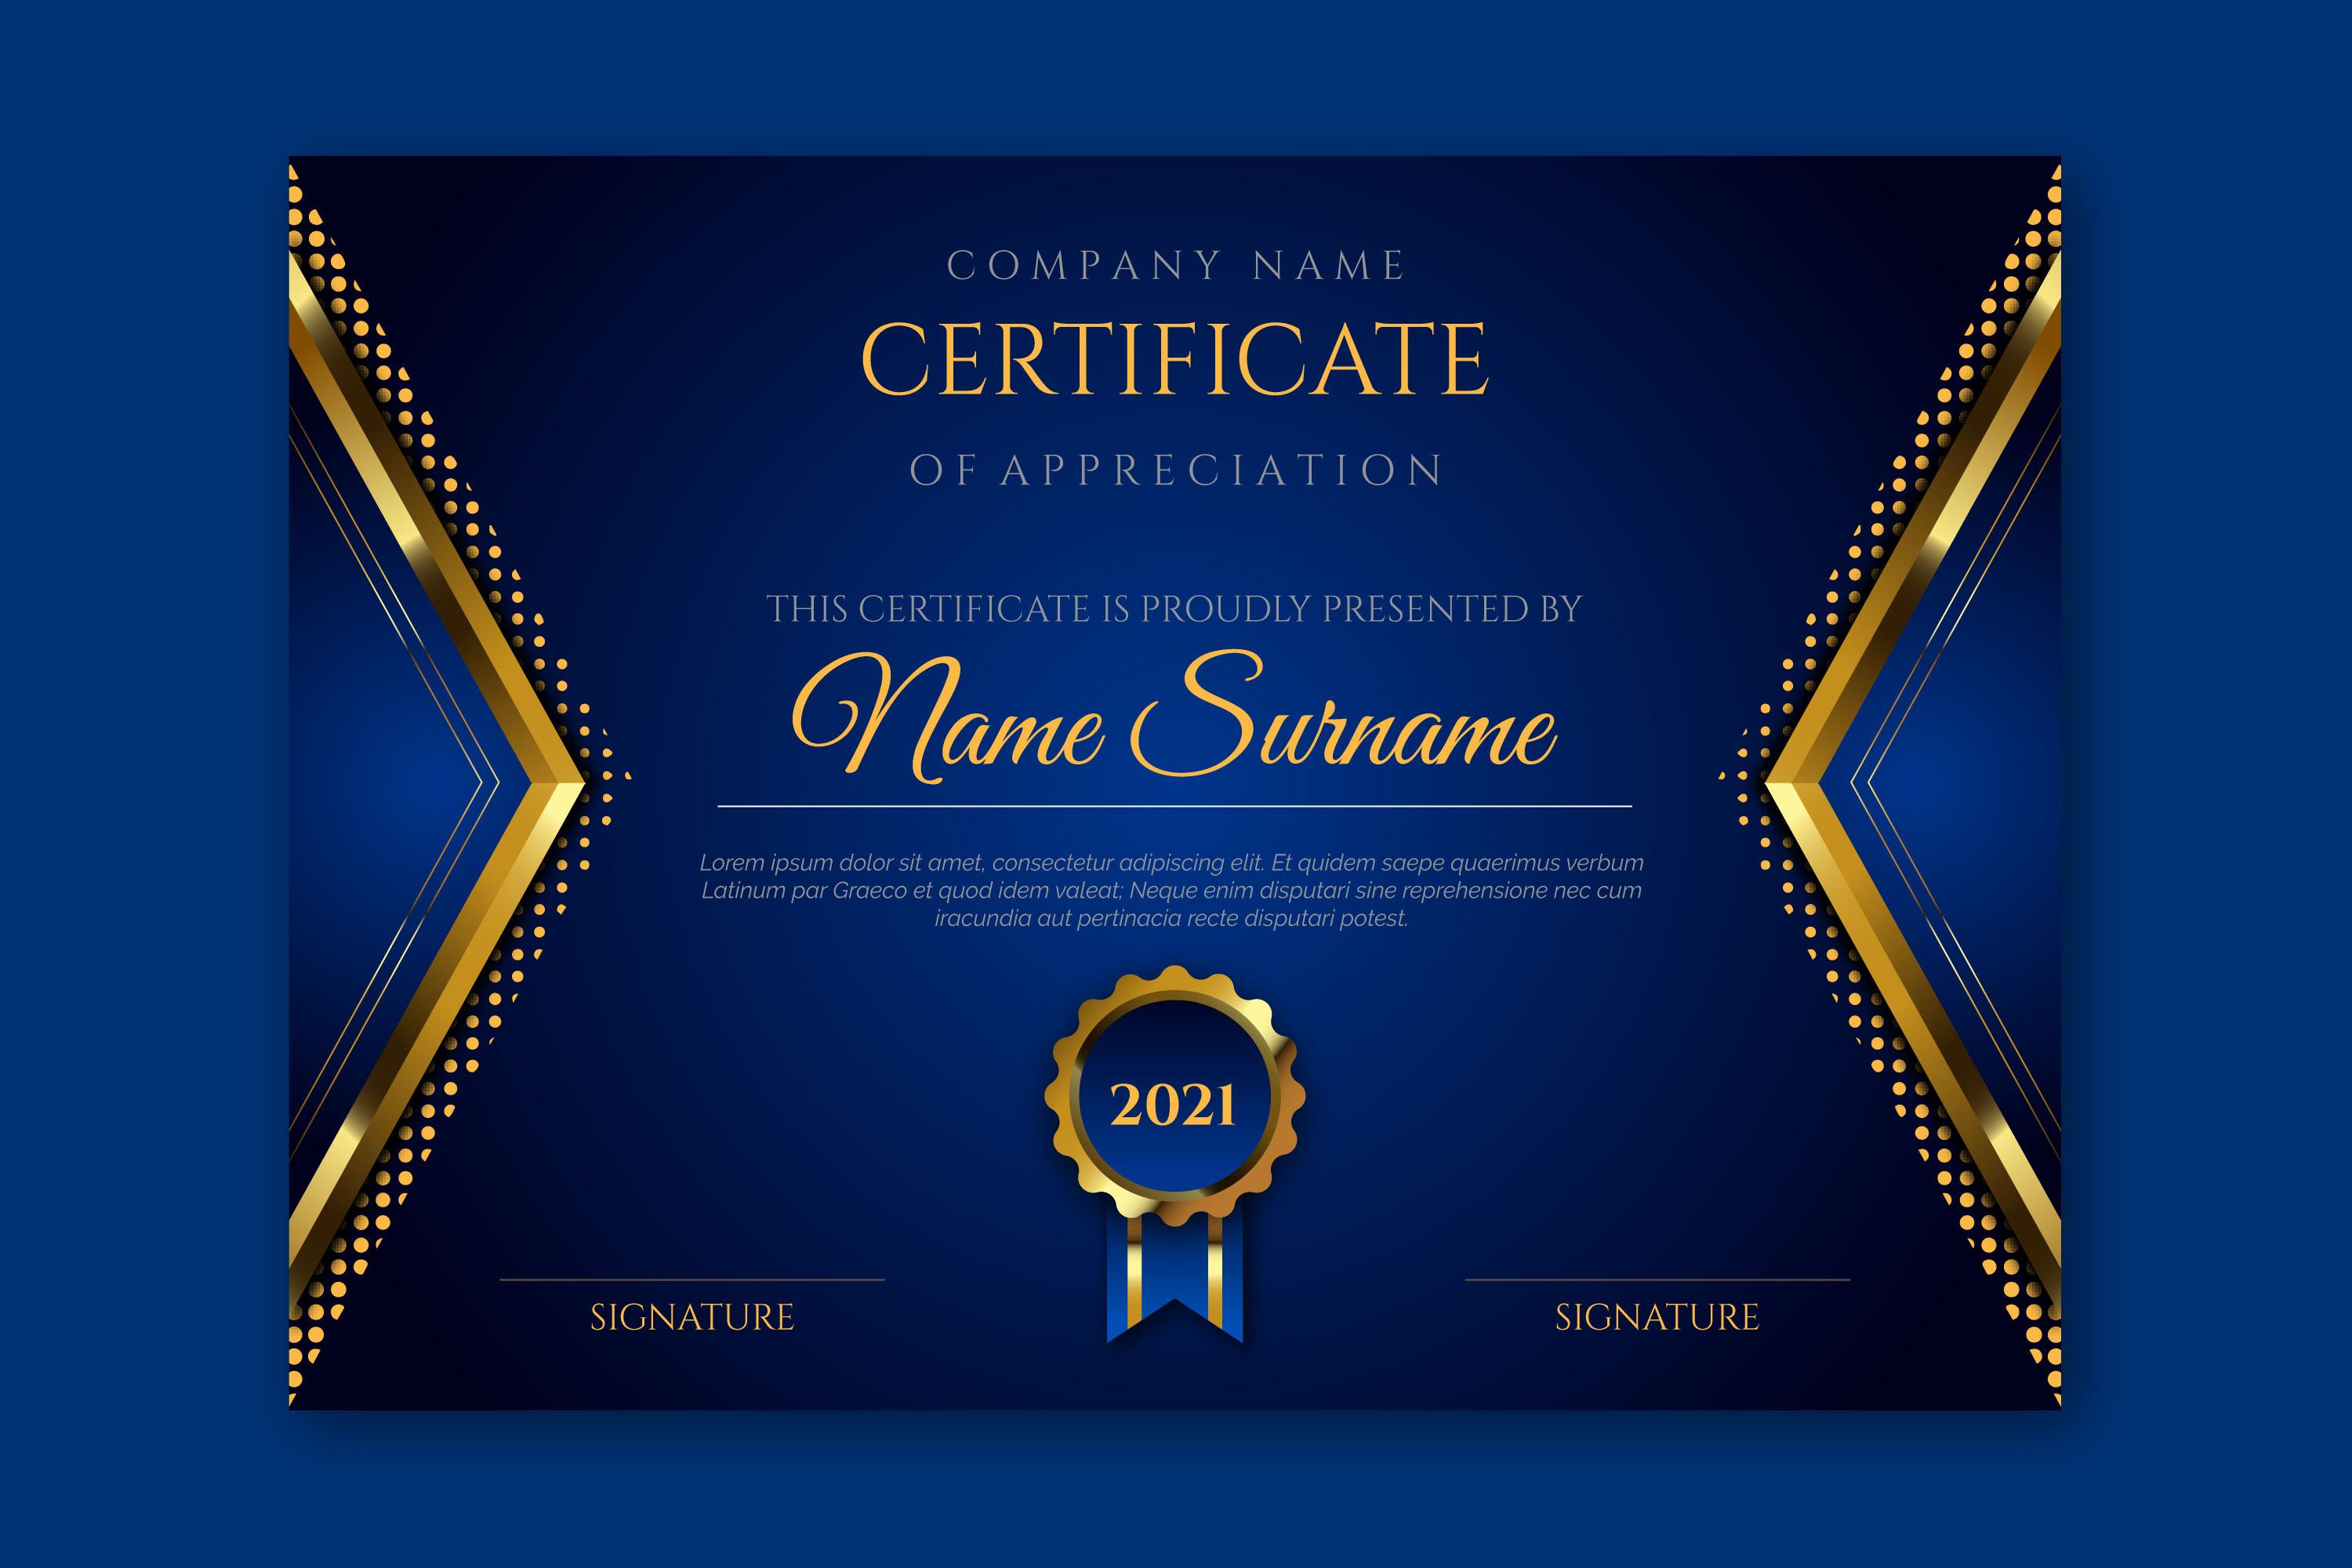 COMPANY NAME
CERTIFICATE
OF APPRECIATION
THIS CERTIFICATE IS PROUDLY PRESENTED BY
Name Surname
Lorem ipsum dolor sit amet, consectetur adipiscing elit. Et quidem saepe quaerimus verbum
Latinum par Graeco et quod idem valeat; Neque enim disputari sine reprehensione nec cum
iracundia aut pertinacia recte disputari potest.
2021
SIGNATURE
SIGNATURE